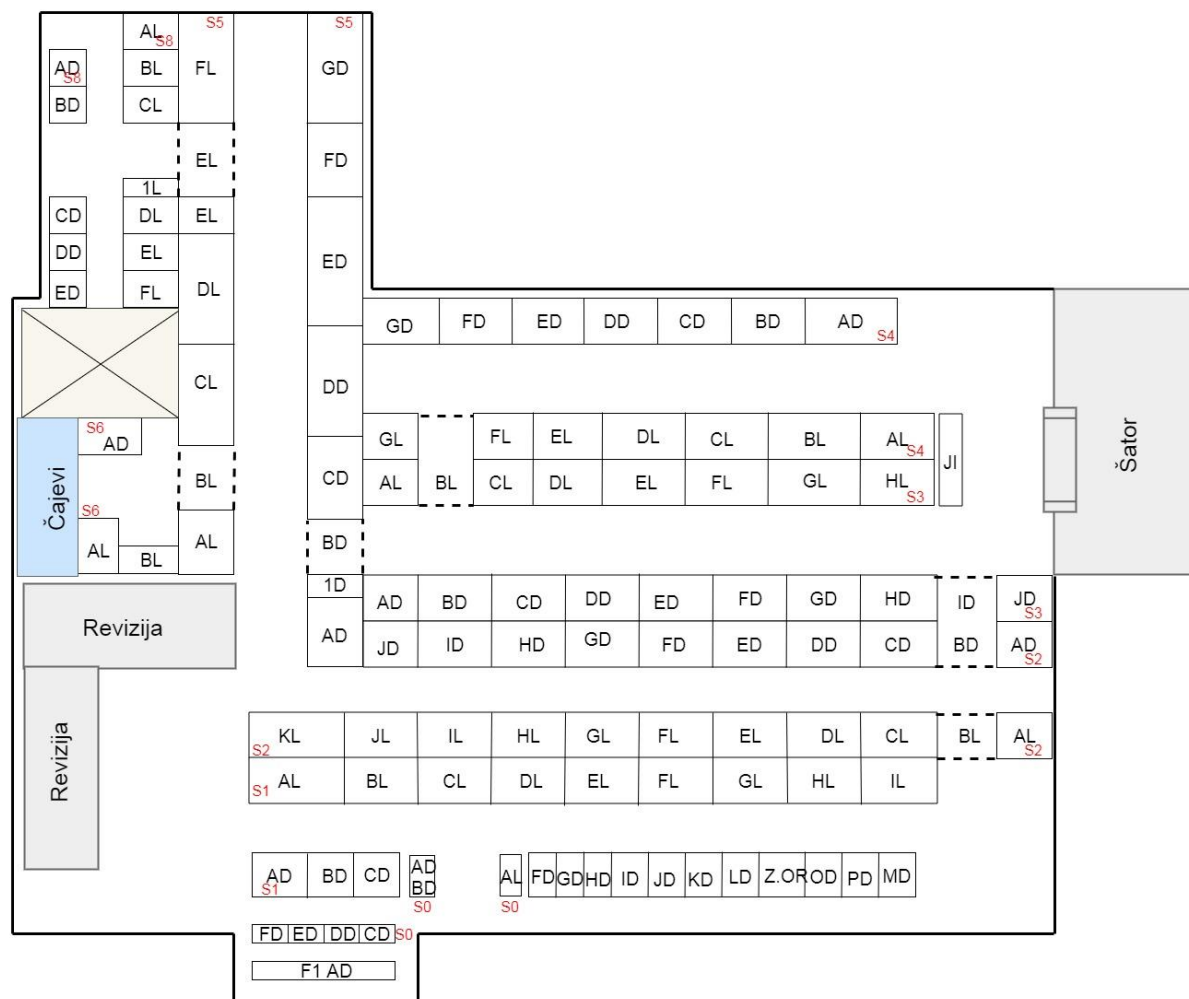 AL S8 FL S5 GD S5
AD S8 BL
BD CL
EL FD
1L
CD DL EL
DD EL DL ED
ED FL
GD FD ED DD CD BD AD S4
CL DD
S6 AD
GL FL EL DL CL BL AL S4
Čajevi BL CD AL BL CL DL EL FL GL HL S3 JI Šator
S6 AL BL AL BD
1D
AD AD BD CD DD ED FD GD HD ID JD S3
Revizija JD ID HD GD FD ED DD CD BD AD S2
Revizija
S2 KL JL IL HL GL FL EL DL CL BL AL S2
S1 AL BL CL DL EL FL GL HL IL
AD S1 BD CD AD BD S0 AL S0 FD GD HD ID JD KD LD Z.OR OD PD MD
FD ED DD CD S0
F1 AD